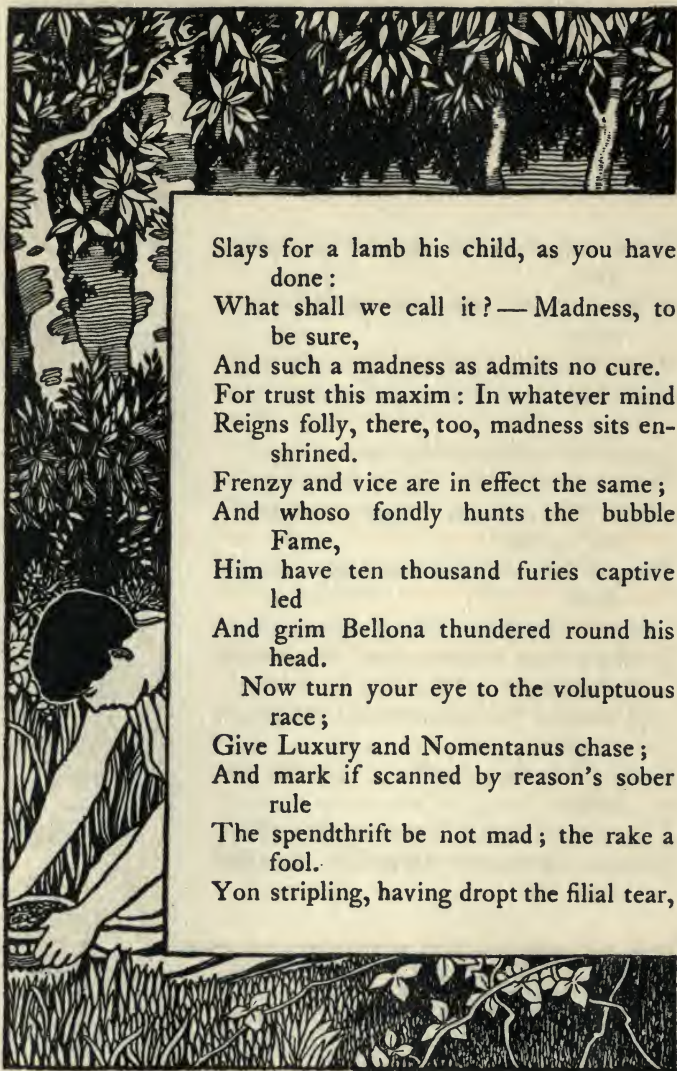 Slays for a lamb his child, as you have
done :
What shall we call it ? — Madness, to
be sure,
And such a madness as admits no cure.
For trust this maxim : In whatever mind
Reigns folly, there, too, madness sits en-
shrined.
Frenzy and vice are in effect the same ;
And whoso fondly hunts the bubble
Fame,
Him have ten thousand furies captive
led
And grim Bellona thundered round his
head.
Now turn your eye to the voluptuous
race ;
Give Luxury and Nomentanus chase ;
And mark if scanned by reason's sober
rule
The spendthrift be not mad ; the rake a
fool.
Yon stripling, having dropt the filial tear,